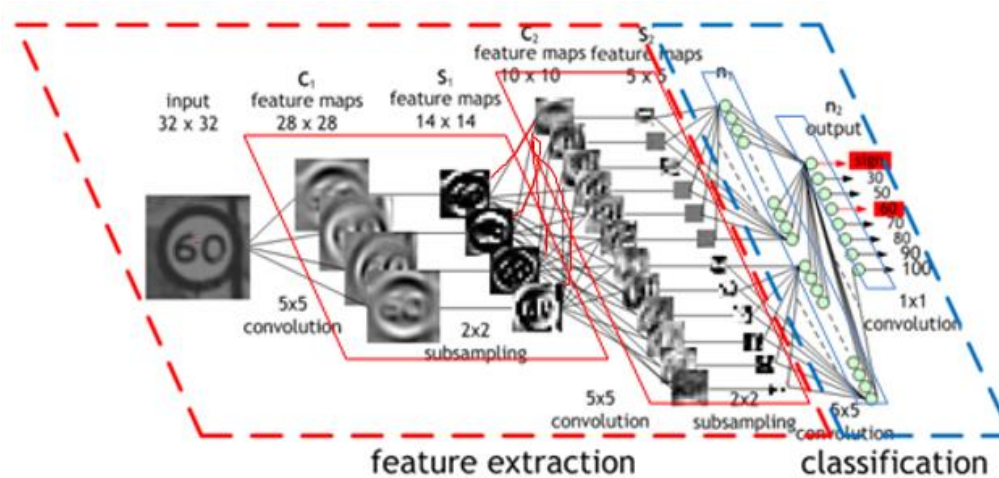 input
32 x 32
C1
feature maps
28 x 28
S1
feature maps
14 x 14
C2
feature maps
10 x 10
S2
feature maps
5 x 5
n1
n2
output
sign
30
50
60
70
80
90
100
60
5x5
convolution
2x2
subsampling
5x5
convolution
2x2
subsampling
6x5
convolution
1x1
convolution
feature extraction
classification